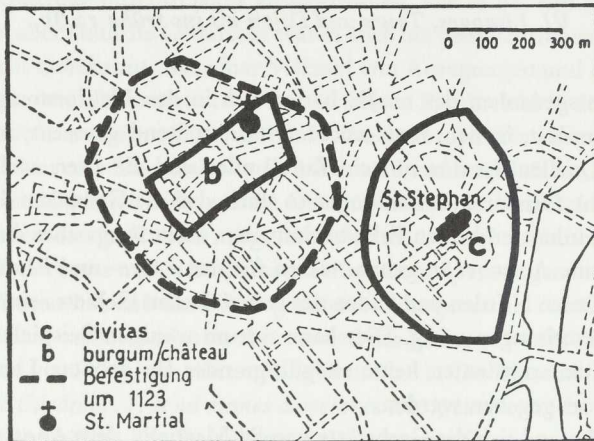 0 100 200 300 m
b
St.Stephan
c
c Civitas
b burgum/château
Befestigung
um 1123
St. Martial